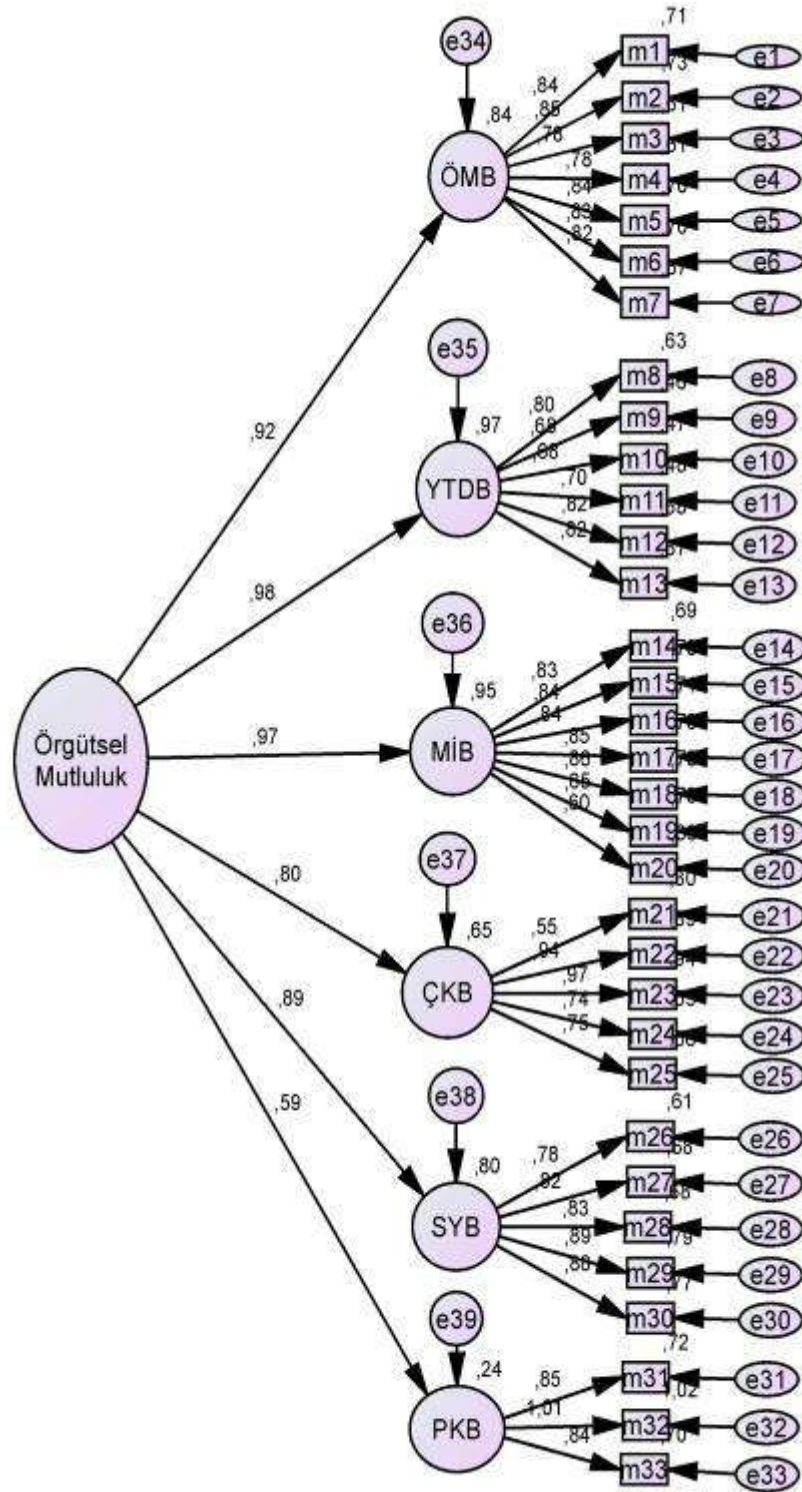 ,71
e34
m1
e1
,73
,84
m2
e2
,84
,85
,78
m3
e3
ÖMB
,78
m4
e4
,84
m5
e5
,83
m6
e6
,82
m7
e7
e35
,63
m8
e8
,80
m9
e9
,92
,97
,68
m10
e10
YTDB
,70
m11
e11
,82
m12
e12
,82
m13
e13
,98
e36
,69
m14
e14
,83
m15
e15
,95
,84
,84
m16
e16
Örgütsel
Mutluluk
,97
MİB
,85
m17
e17
m18
e18
m19
e19
,60
m20
e20
e37
,80
,80
m21
e21
,65
,55
,94
m22
e22
ÇKB
,97
m23
e23
,74
m24
e24
,75
m25
e25
,89
e38
,61
m26
e26
,59
,80
,78
m27
e27
,92
SYB
,83
m28
e28
,89
,79
m29
e29
,88
m30
e30
e39
,72
,24
,85
m31
e31
,02
PKB
1,01
m32
e32
,84
,70
m33
e33